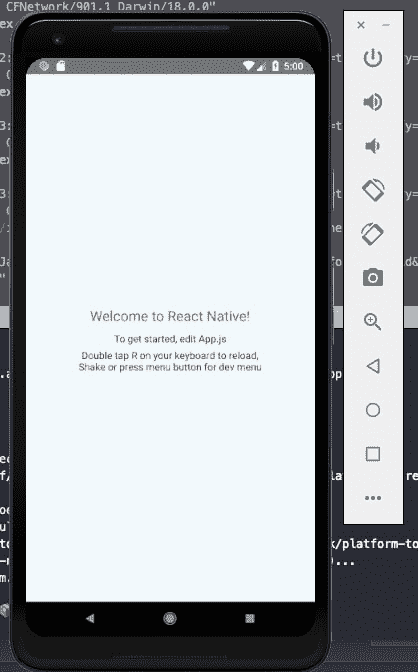 CFNetwork/901.1 Darwin/18.0.0"
5:00
Welcome to React Native!
To get started, edit App.js
Double tap R on your keyboard to reload,
Shake or press menu button for dev menu
k/platform-to